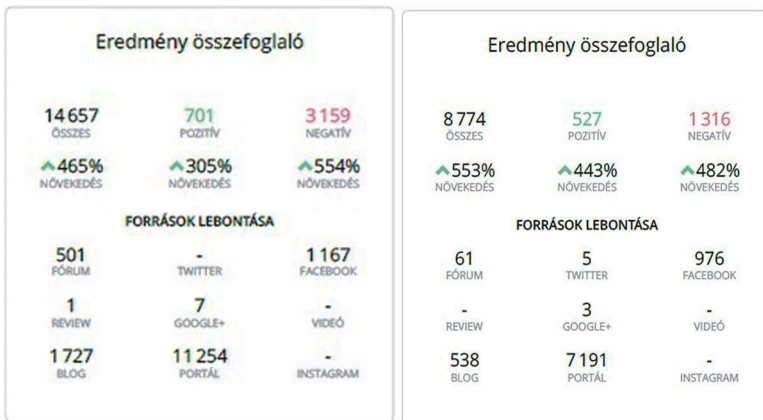 Eredmény összefoglaló
14 657 701 3 159
ÖSSZES POZITÍV NEGATÍV
465% 305% 554%
NÖVEKEDÉS NÖVEKEDÉS NÖVEKEDÉS
FORRÁSOK LEBONTÁSA
501 - 1 167
FÓRUM TWITTER FACEBOOK
1 7 -
REVIEW GOOGLE+ VIDEÓ
1 727 11 254 -
BLOG PORTÁL INSTAGRAM
Eredmény összefoglaló
8 774 527 1 316
ÖSSZES POZITÍV NEGATÍV
553% 443% 482%
NÖVEKEDÉS NÖVEKEDÉS NÖVEKEDÉS
FORRÁSOK LEBONTÁSA
61 5 976
FÓRUM TWITTER FACEBOOK
- 3 -
REVIEW GOOGLE+ VIDEÓ
538 7 191 -
BLOG PORTÁL INSTAGRAM